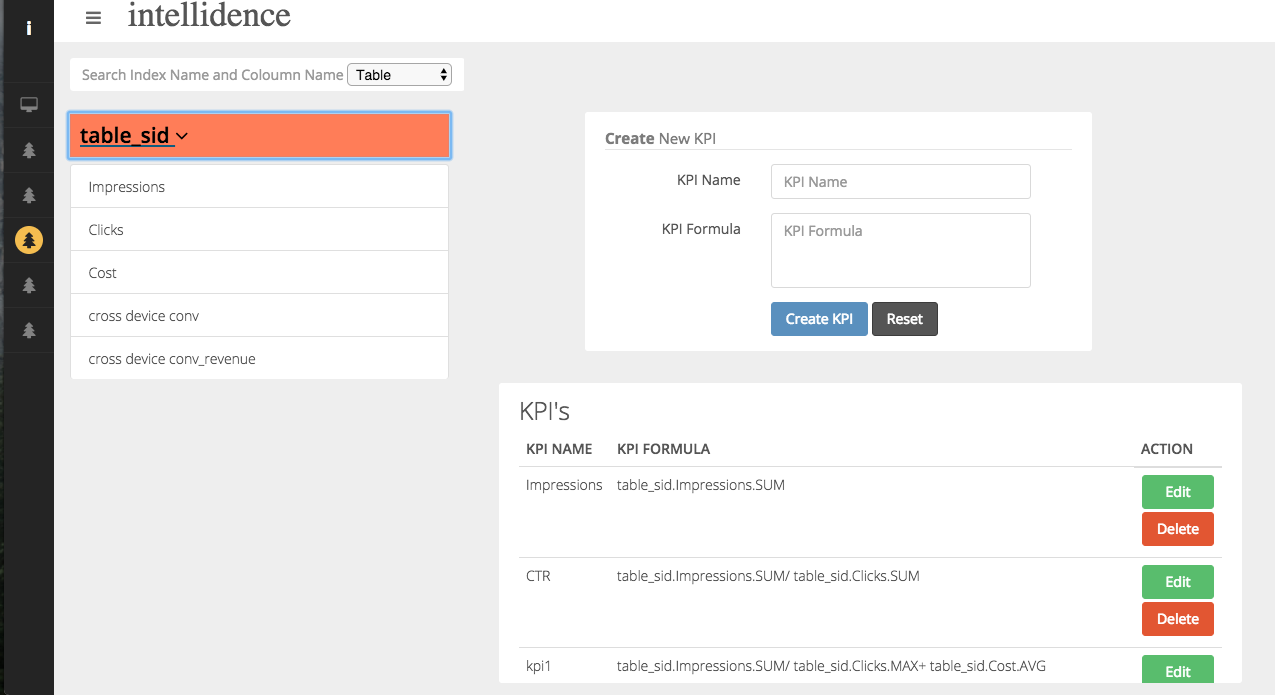 i
intellidence
Search Index Name and Coloumn Name Table
table_sid
Impressions
Clicks
Cost
cross device conv
cross device conv_revenue
Create New KPI
KPI Name KPI Name
KPI Formula KPI Formula
Create KPI Reset
KPI's
KPI NAME KPI FORMULA ACTION
Impressions table_sid.Impressions.SUM Edit
Delete
CTR table_sid.Impressions.SUM/ table_sid.Clicks.SUM Edit
Delete
kpi1 table_sid.Impressions.SUM/ table_sid.Clicks.MAX+ table_sid.Cost.AVG Edit